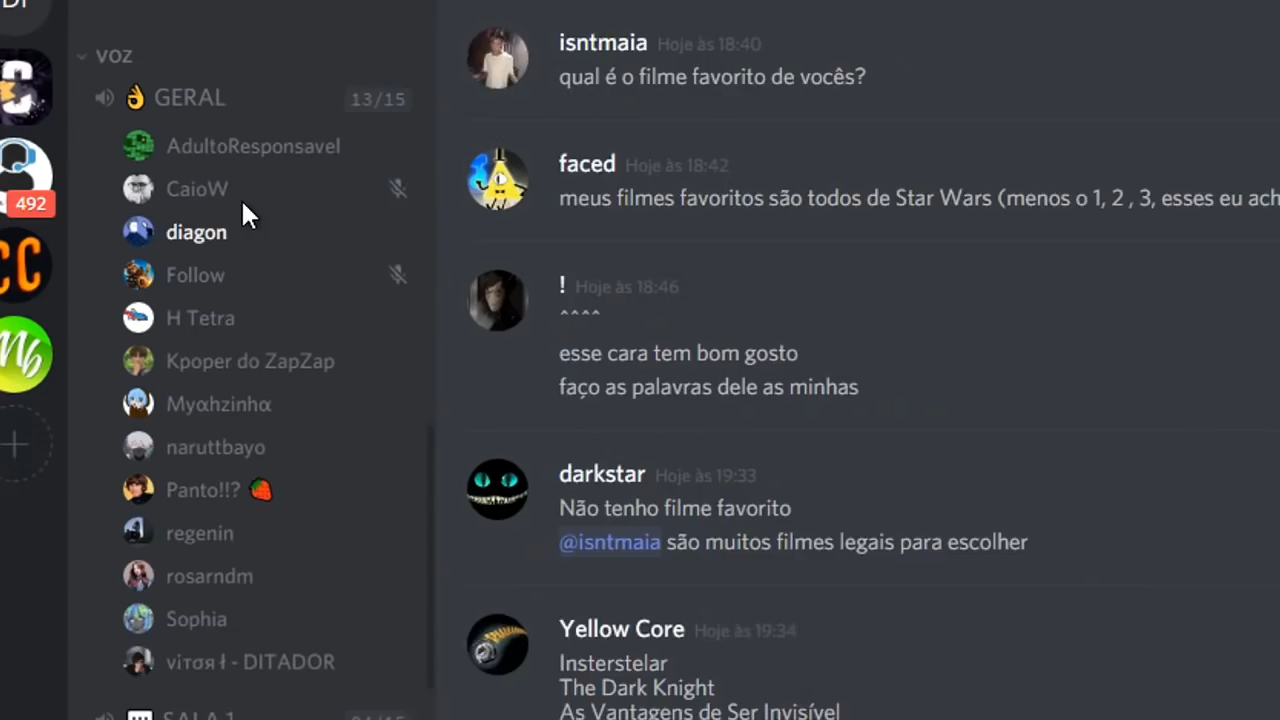 VOZ
👌 GERAL 13/15
AdultoResponsavel
CaioW
diagon
Follow
H Tetra
Kpoper do ZapZap
Myαhzinhα
naruttbayo
Panto!!? 🍓
regenin
rosarndm
Sophia
viтσя ł - DITADOR
SALA 1
492
CC
Mb
isntmaia Hoje às 18:40
qual é o filme favorito de vocês?
faced Hoje às 18:42
meus filmes favoritos são todos de Star Wars (menos o 1, 2 , 3, esses eu ach
! Hoje às 18:46
^^^^
esse cara tem bom gosto
faço as palavras dele as minhas
darkstar Hoje às 19:33
Não tenho filme favorito
@isntmaia são muitos filmes legais para escolher
Yellow Core Hoje às 19:34
Insterstelar
The Dark Knight
As Vantagens de Ser Invisível